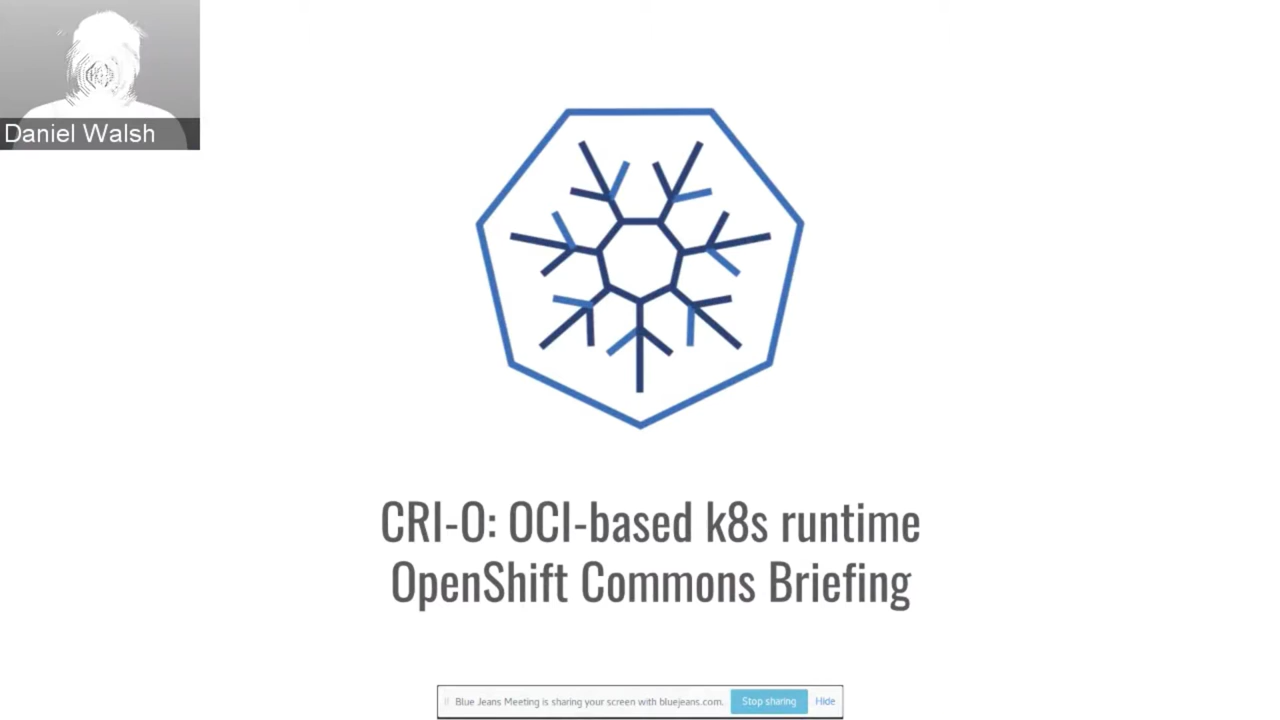 Daniel Walsh
CRI-O: OCI-based k8s runtime
OpenShift Commons Briefing
Blue Jeans Meeting is sharing your screen with bluejeans.com.
Stop sharing
Hide